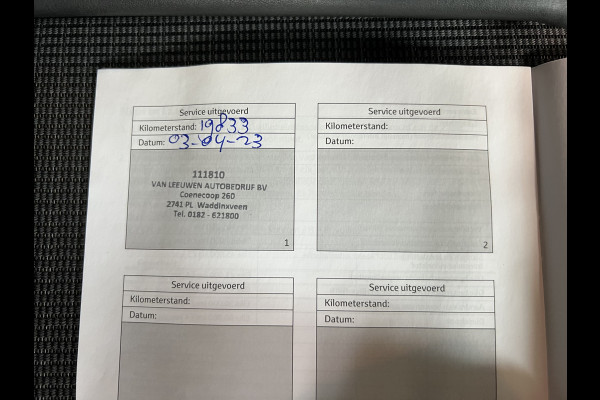 Service uitgevoerd
Kilometerstand: 19833
Datum: 03-04-23
111810
VAN LEEUWEN AUTOBEDRIJF BV
Coenecoop 260
2741 PL Waddinxveen
Tel. 0182 - 621800
1
Service uitgevoerd
Kilometerstand:
Datum:
2
Service uitgevoerd
Kilometerstand:
Datum:
Service uitgevoerd
Kilometerstand:
Datum: